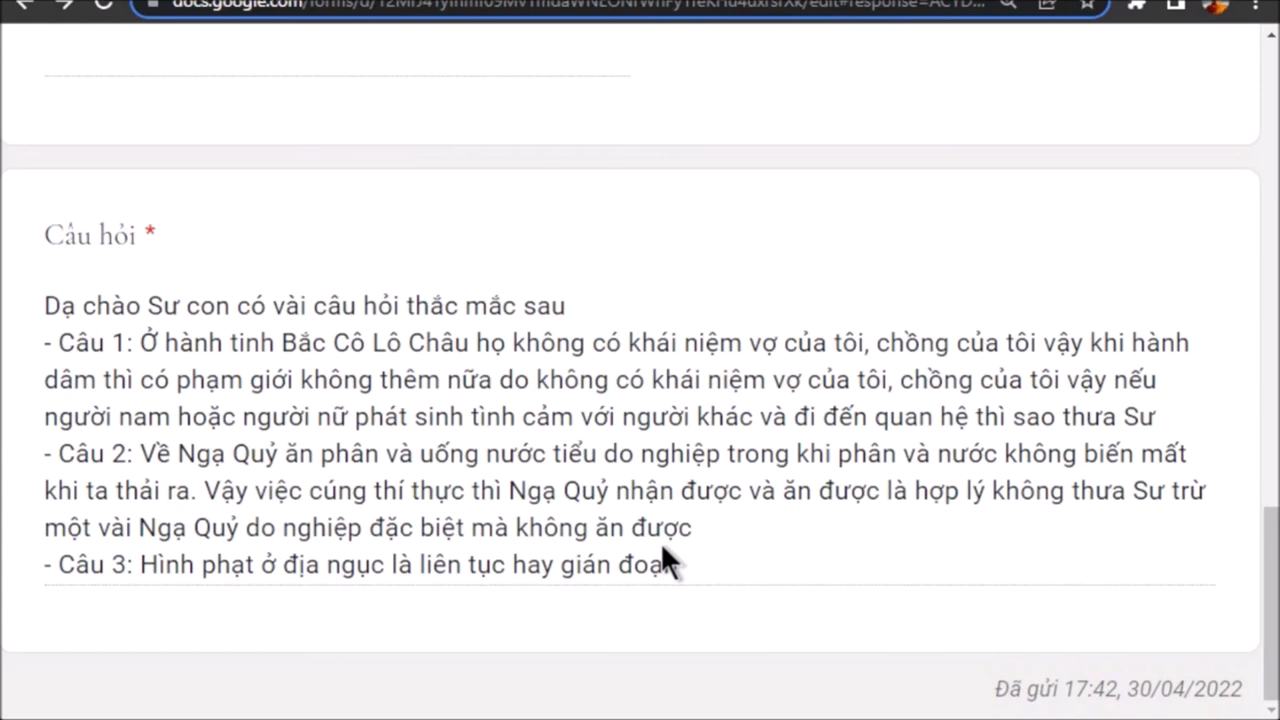 docs.google.com
Câu hỏi *
Dạ chào Sư con có vài câu hỏi thắc mắc sau
- Câu 1: Ở hành tinh Bắc Cô Lô Châu họ không có khái niệm vợ của tôi, chồng của tôi vậy khi hành
dâm thì có phạm giới không thêm nữa do không có khái niệm vợ của tôi, chồng của tôi vậy nếu
người nam hoặc người nữ phát sinh tình cảm với người khác và đi đến quan hệ thì sao thưa Sư
- Câu 2: Về Ngạ Quỷ ăn phân và uống nước tiểu do nghiệp trong khi phân và nước không biến mất
khi ta thải ra. Vậy việc cúng thí thực thì Ngạ Quỷ nhận được và ăn được là hợp lý không thưa Sư trừ
một vài Ngạ Quỷ do nghiệp đặc biệt mà không ăn được
- Câu 3: Hình phạt ở địa ngục là liên tục hay gián
Đã gửi 17:42, 30/04/2022